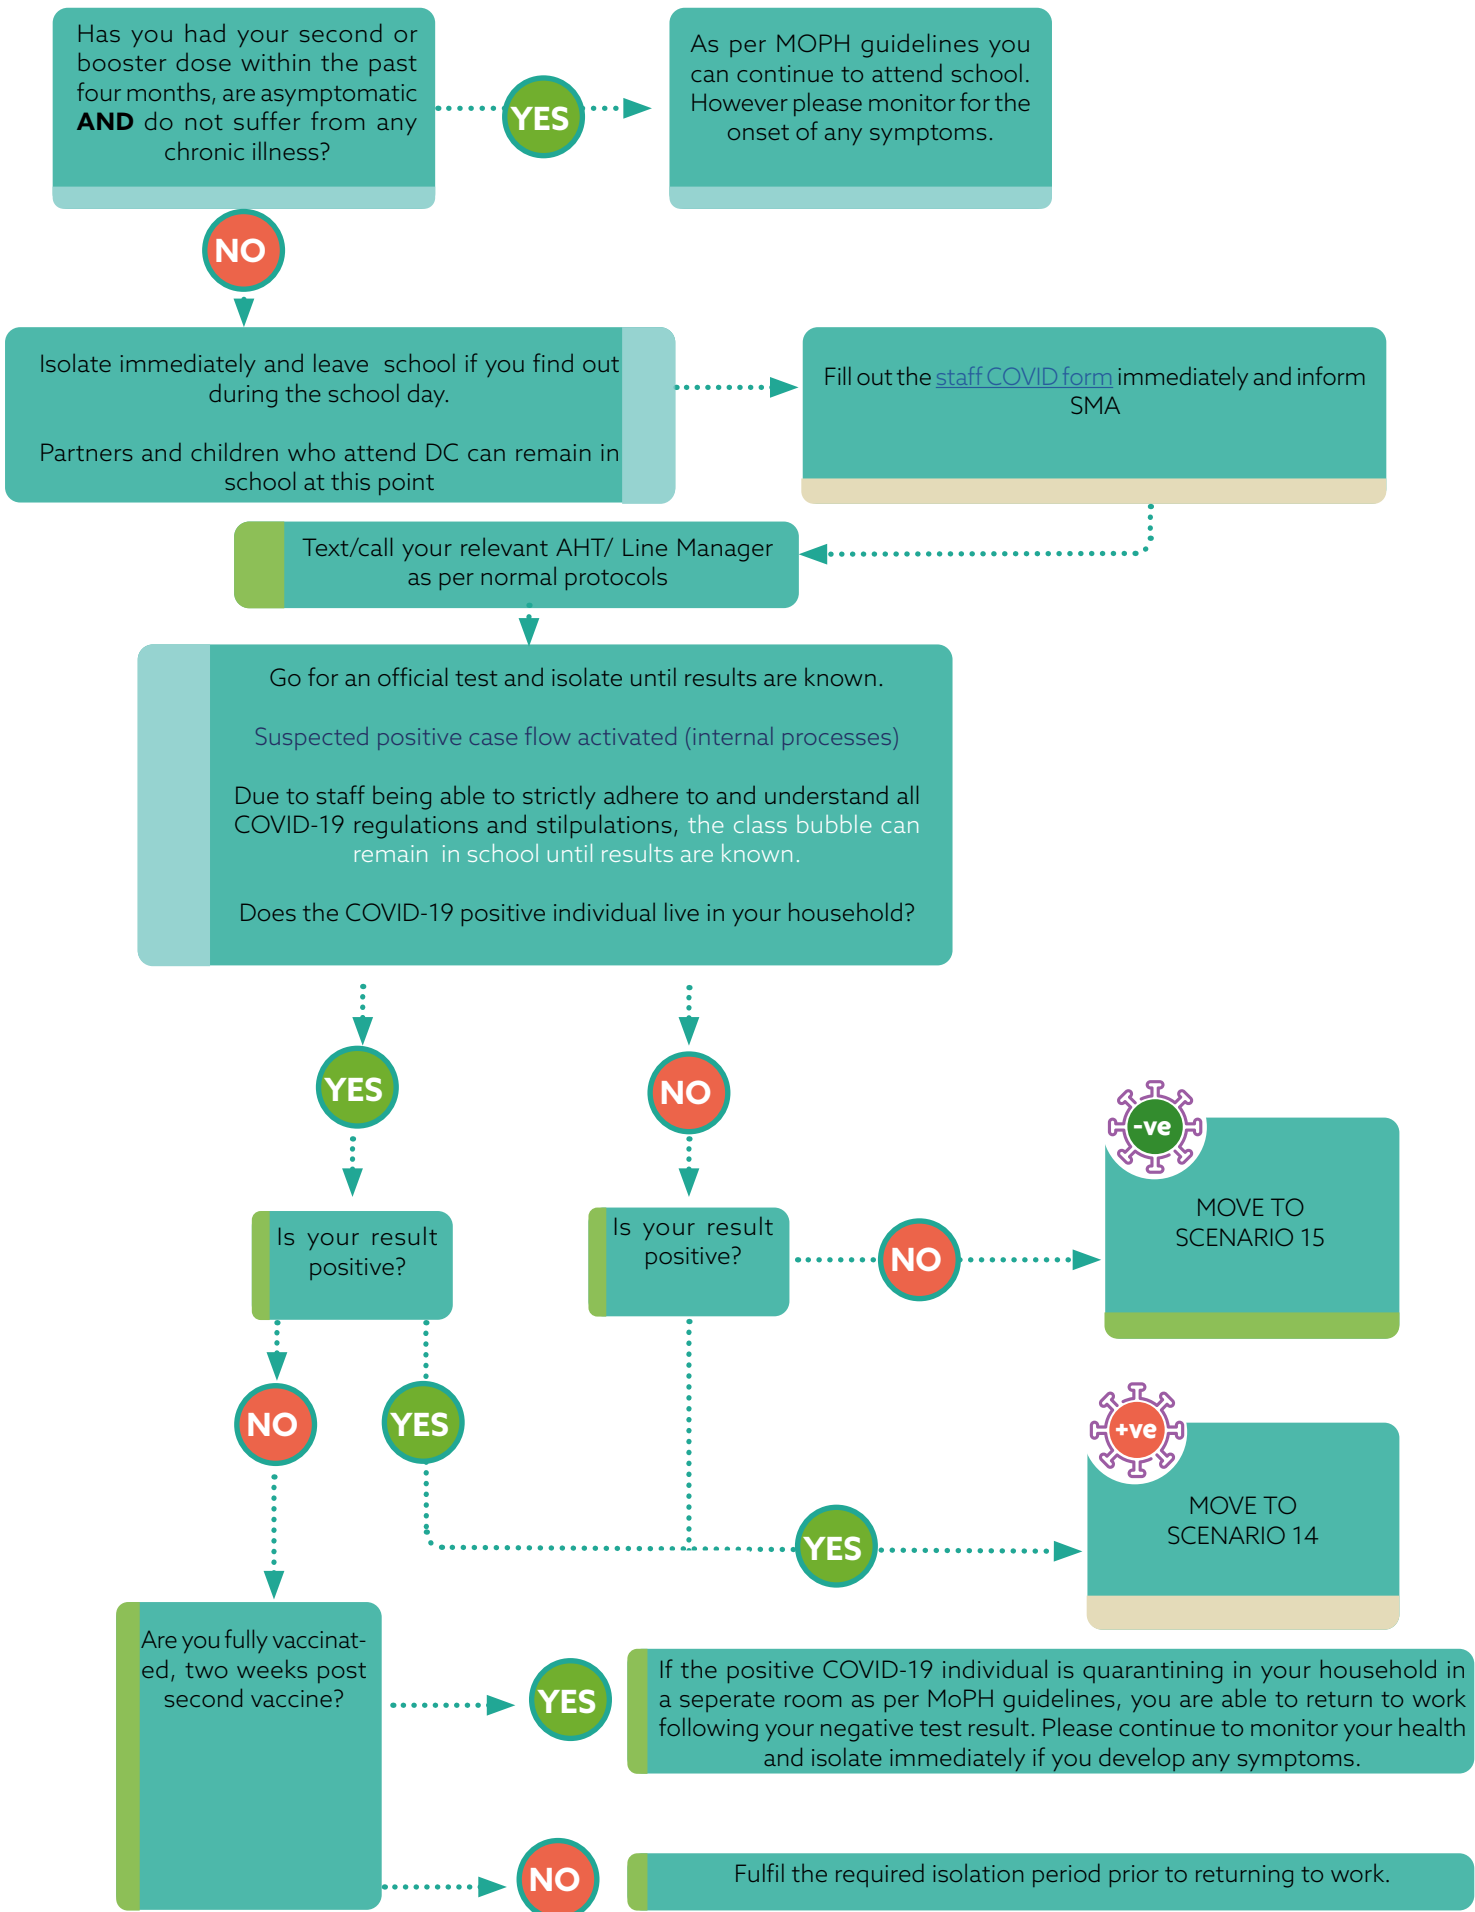 Has you had your second or
booster dose within the past
four months, are asymptomatic
AND do not suffer from any
chronic illness?
YES
As per MOPH guidelines you
can continue to attend school.
However please monitor for the
onset of any symptoms.
NO
Isolate immediately and leave school if you find out
during the school day.
Partners and children who attend DC can remain in
school at this point
Fill out the staff COVID form immediately and inform
SMA
Text/call your relevant AHT/ Line Manager
as per normal protocols
Go for an official test and isolate until results are known.
Suspected positive case flow activated (internal processes)
Due to staff being able to strictly adhere to and understand all
COVID-19 regulations and stilpulations, the class bubble can
remain in school until results are known.
Does the COVID-19 positive individual live in your household?
YES
NO
-ve
MOVE TO
SCENARIO 15
Is your result
positive?
Is your result
positive?
NO
NO
YES
+ve
MOVE TO
SCENARIO 14
YES
Are you fully vaccinat-
ed, two weeks post
second vaccine?
YES
If the positive COVID-19 individual is quarantining in your household in
a seperate room as per MoPH guidelines, you are able to return to work
following your negative test result. Please continue to monitor your health
and isolate immediately if you develop any symptoms.
NO
Fulfil the required isolation period prior to returning to work.